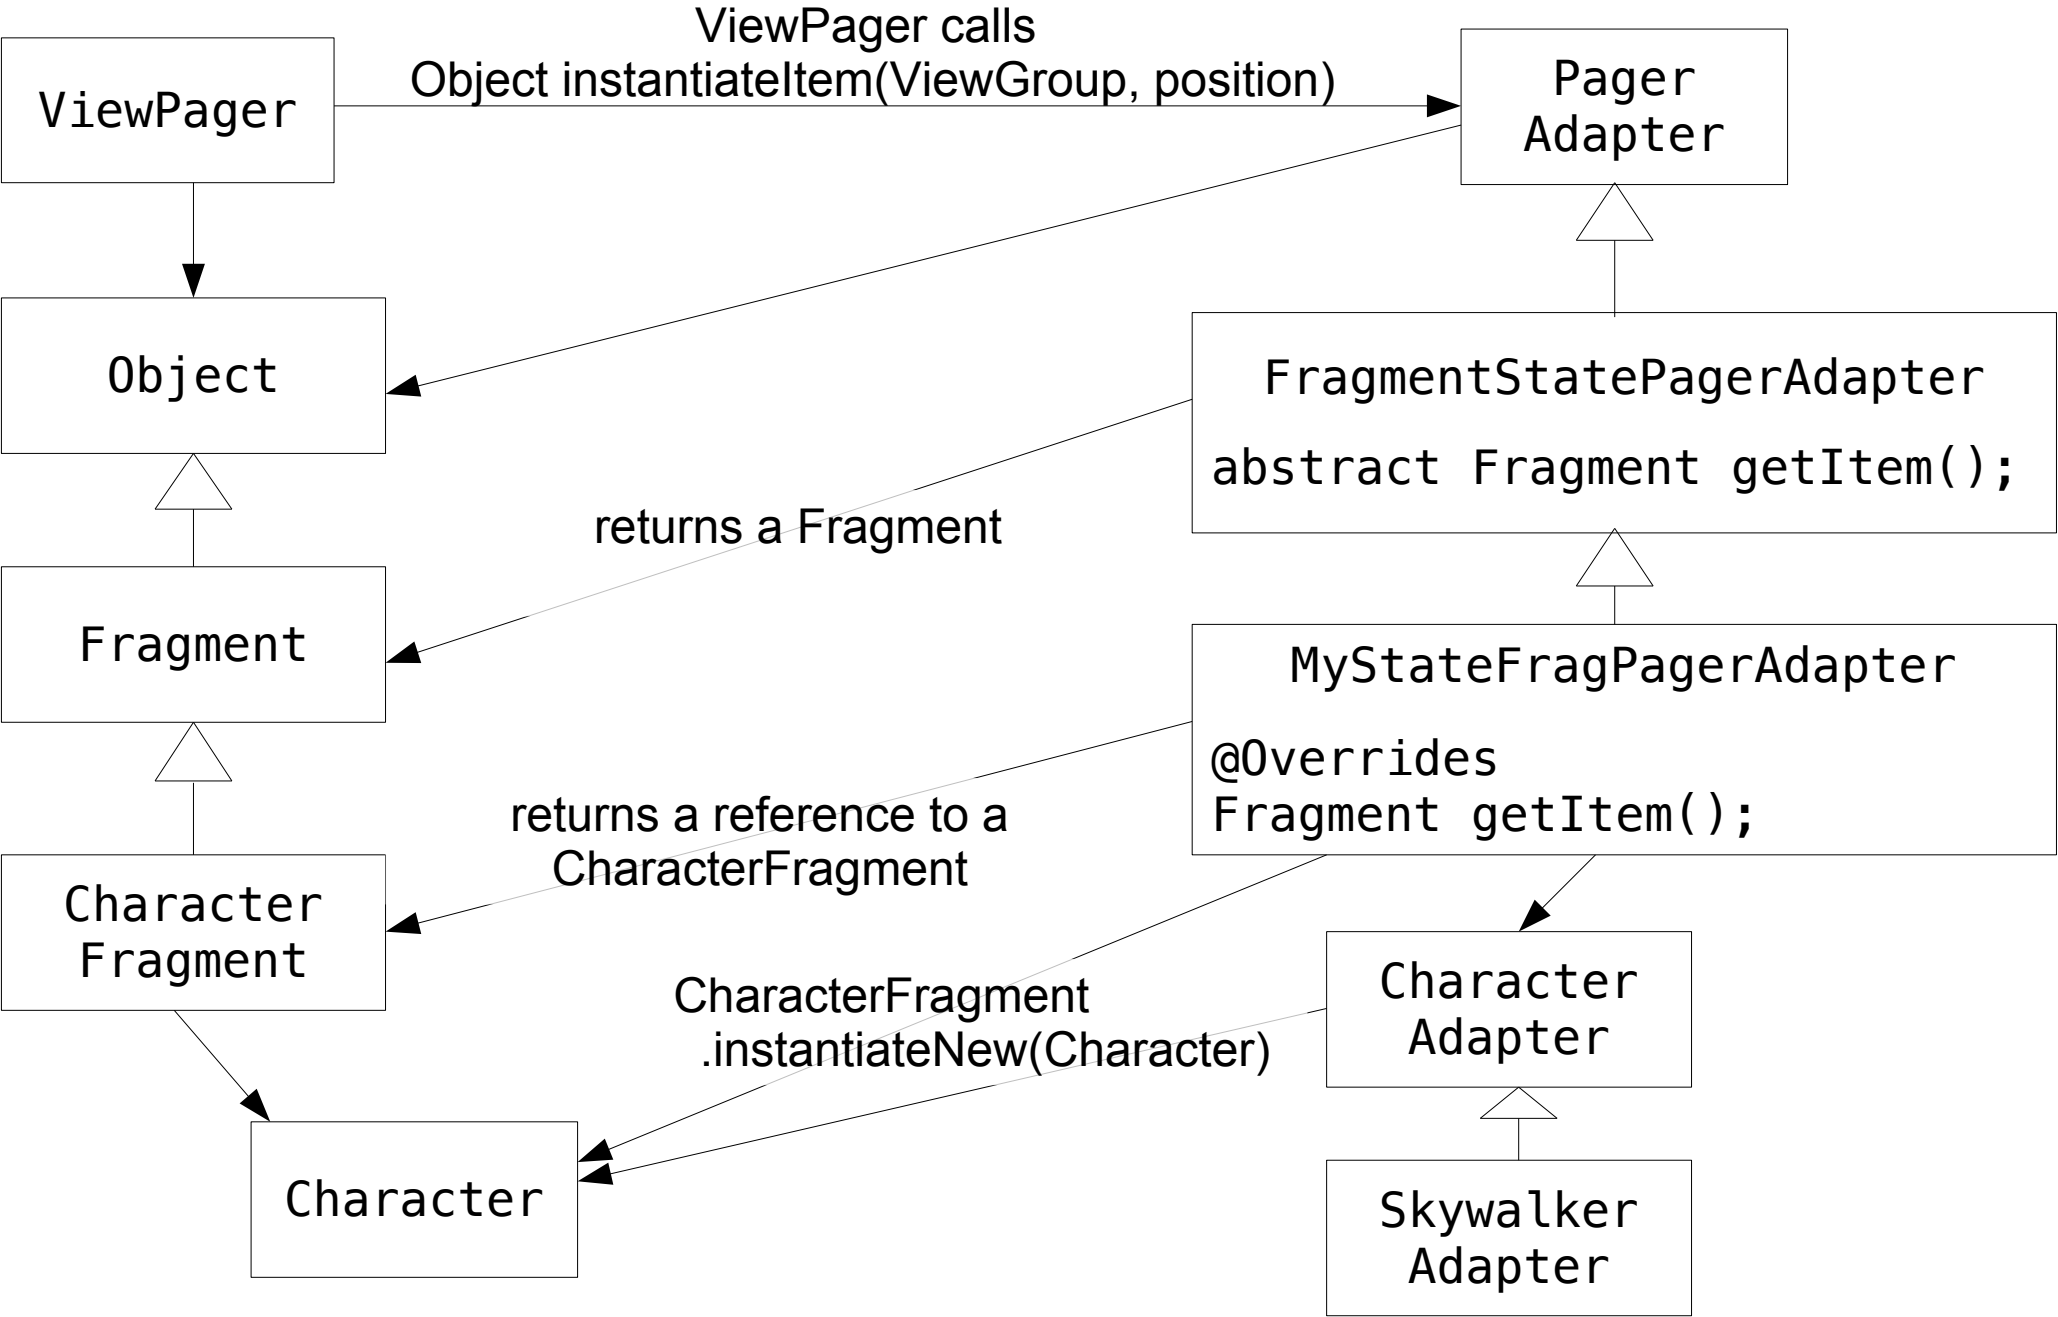 ViewPager calls
Object instantiateItem(ViewGroup, position)
ViewPager
Pager
Adapter
Object
FragmentStatePagerAdapter
abstract Fragment getItem();
returns a Fragment
Fragment
MyStateFragPagerAdapter
@Overrides
Fragment getItem();
returns a reference to a
CharacterFragment
Character
Fragment
CharacterFragment
.instantiateNew(Character)
Character
Adapter
Character
Skywalker
Adapter